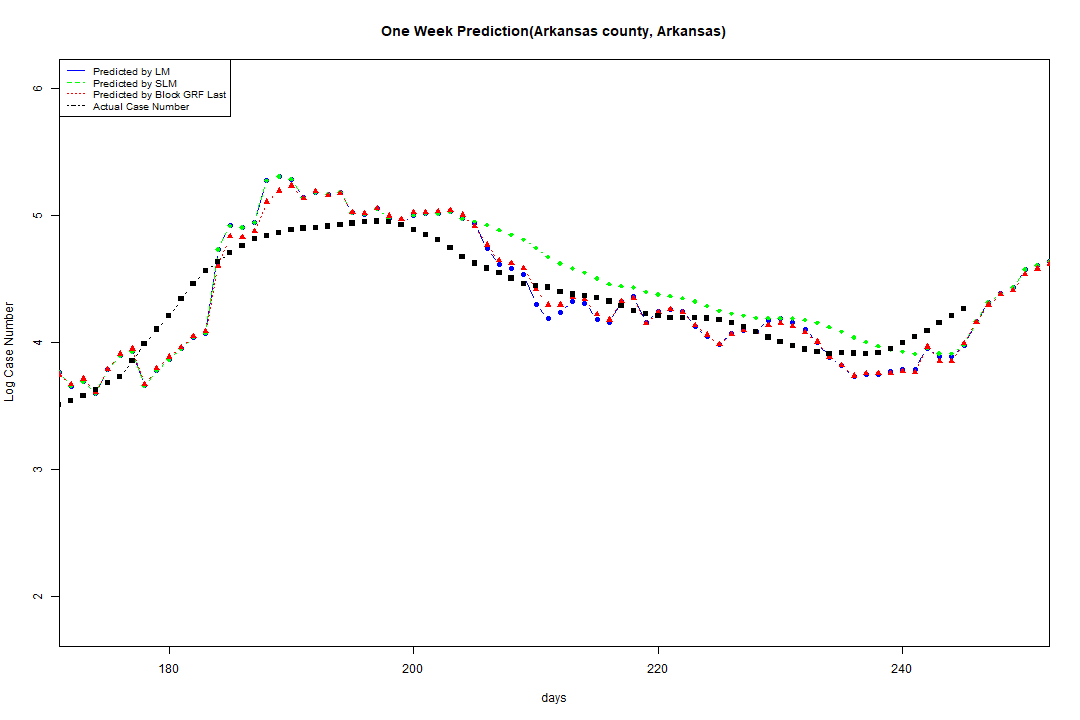 One Week Prediction(Arkansas county, Arkansas)
Predicted by LM
Predicted by SLM
Predicted by Block GRF Last
Actual Case Number
6
5
4
3
2
Log Case Number
180 200 220 240
days